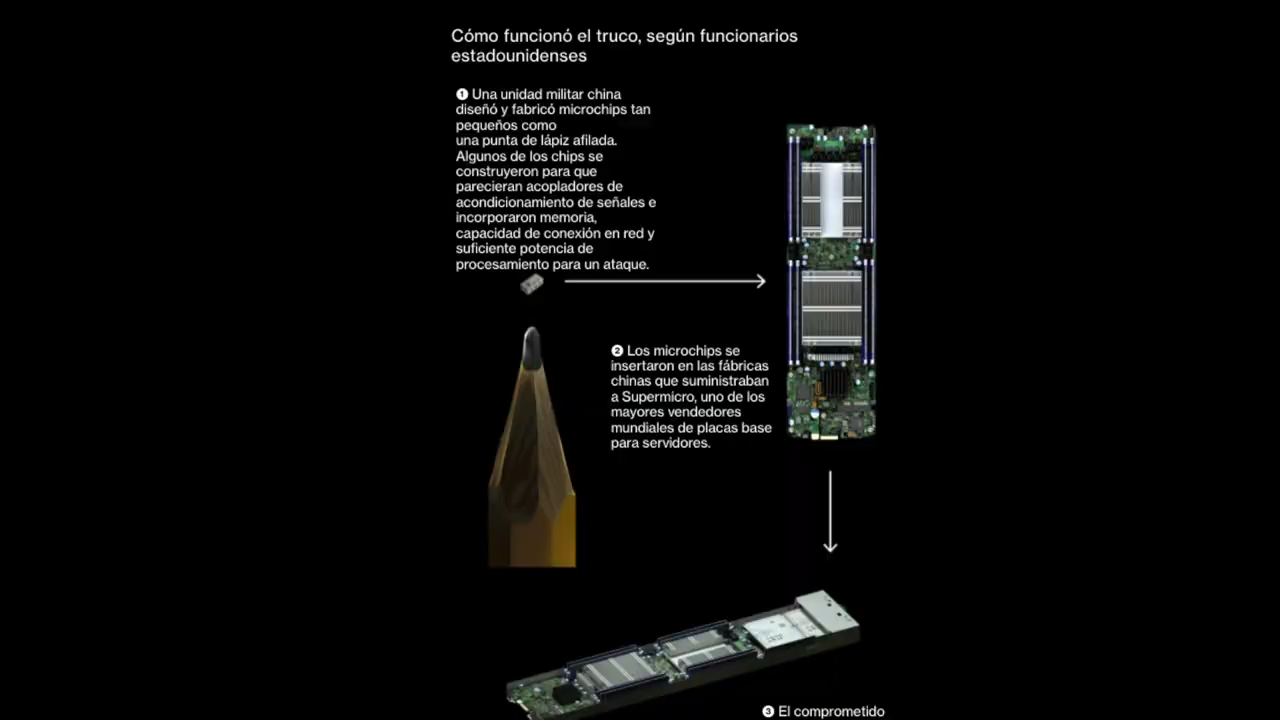 Cómo funcionó el truco, según funcionarios
estadounidenses
1 Una unidad militar china
diseñó y fabricó microchips tan
pequeños como
una punta de lápiz afilada.
Algunos de los chips se
construyeron para que
parecieran acopladores de
acondicionamiento de señales e
incorporaron memoria,
capacidad de conexión en red y
suficiente potencia de
procesamiento para un ataque.
2 Los microchips se
insertaron en las fábricas
chinas que suministraban
a Supermicro, uno de los
mayores vendedores
mundiales de placas base
para servidores.
3 El comprometido